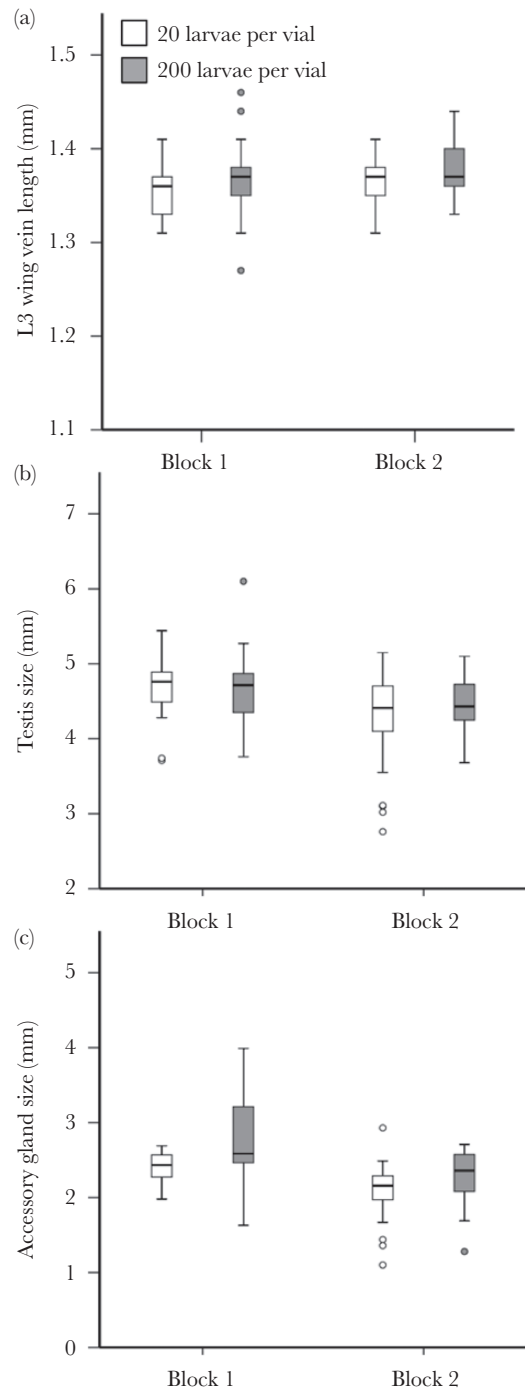 (a)
20 larvae per vial
200 larvae per vial
L3 wing vein length (mm)
1.5
1.4
1.3
1.2
1.1
Block 1 Block 2
(b)
Testis size (mm)
7
6
5
4
3
2
Block 1 Block 2
(c)
Accessory gland size (mm)
5
4
3
2
1
0
Block 1 Block 2